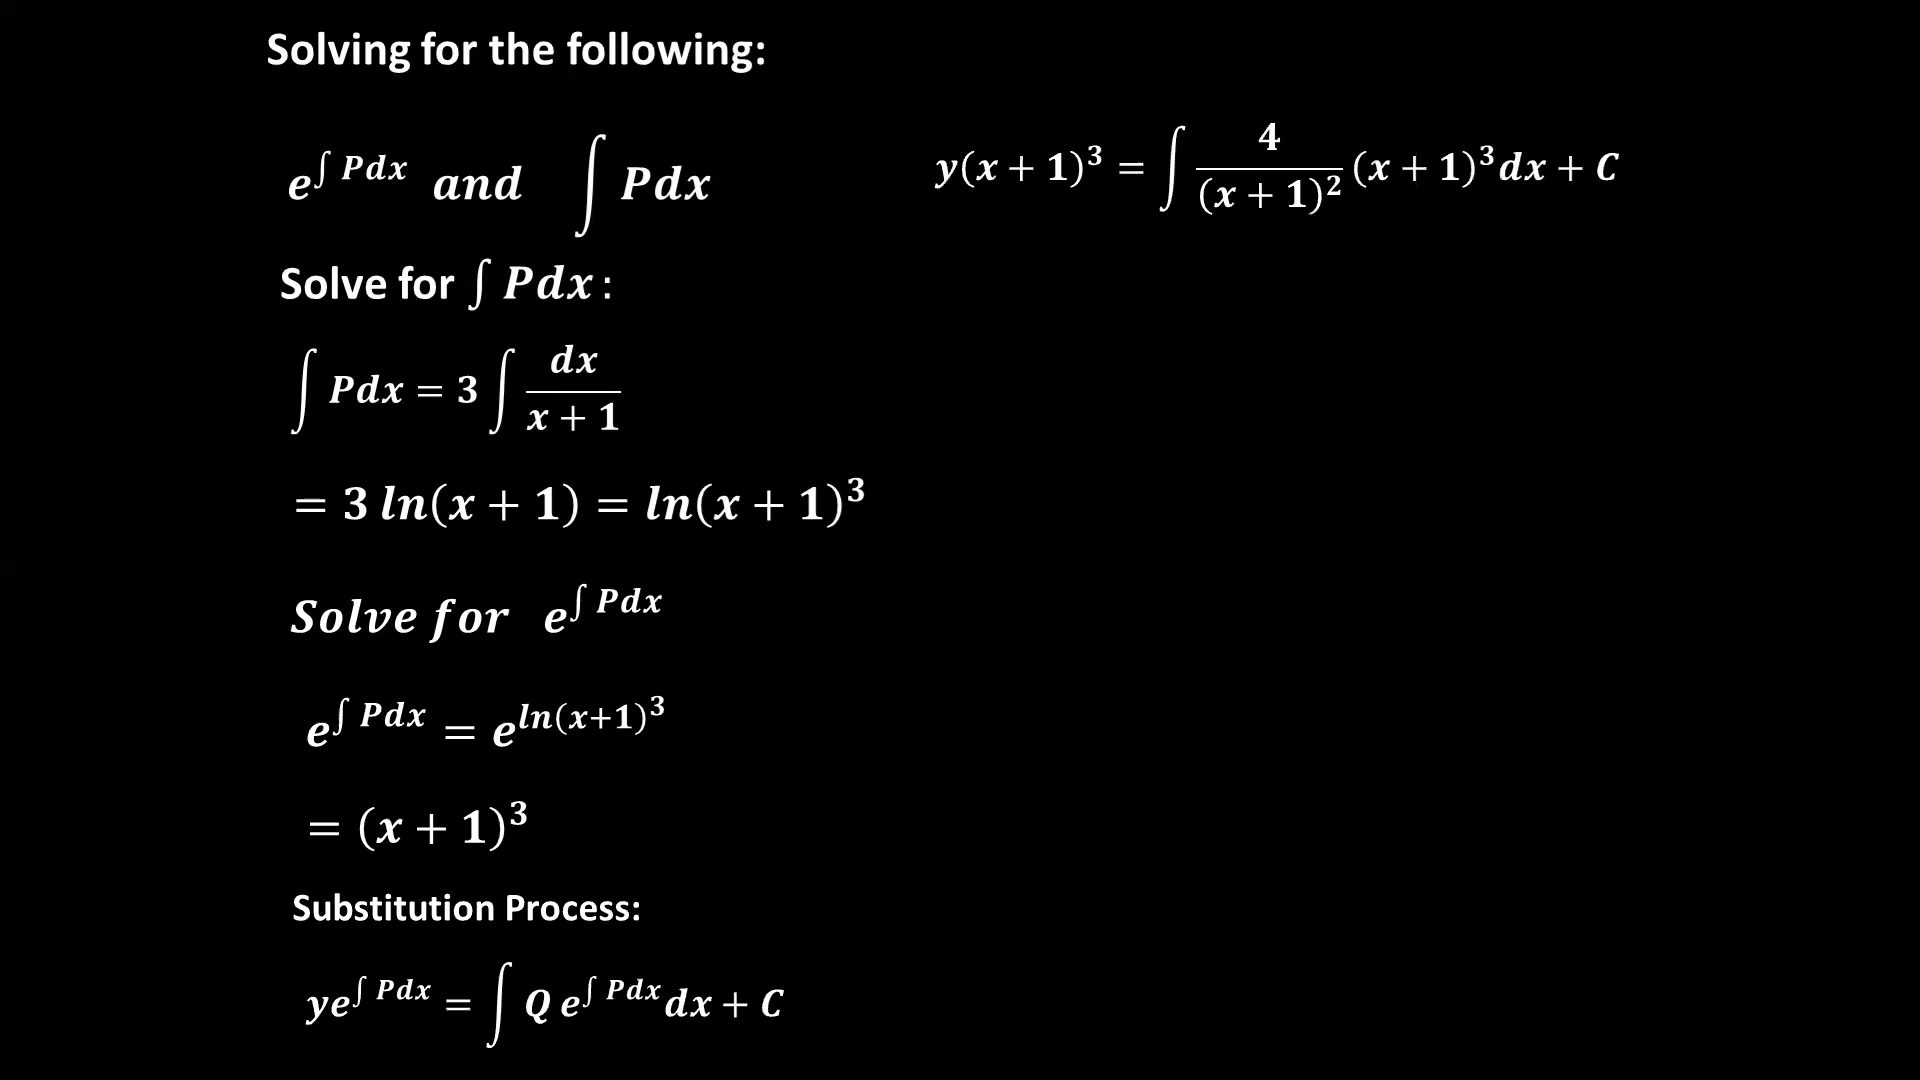 Solving for the following:
e^{∫ Pdx} and ∫ Pdx
Solve for ∫ Pdx :
∫ Pdx = 3 ∫ dx/(x + 1)
= 3 ln(x + 1) = ln(x + 1)³
Solve for e^{∫ Pdx}
e^{∫ Pdx} = e^{ln(x+1)³}
= (x + 1)³
Substitution Process:
ye^{∫ Pdx} = ∫ Q e^{∫ Pdx} dx + C
y(x + 1)³ = ∫ 4/(x + 1)² (x + 1)³ dx + C